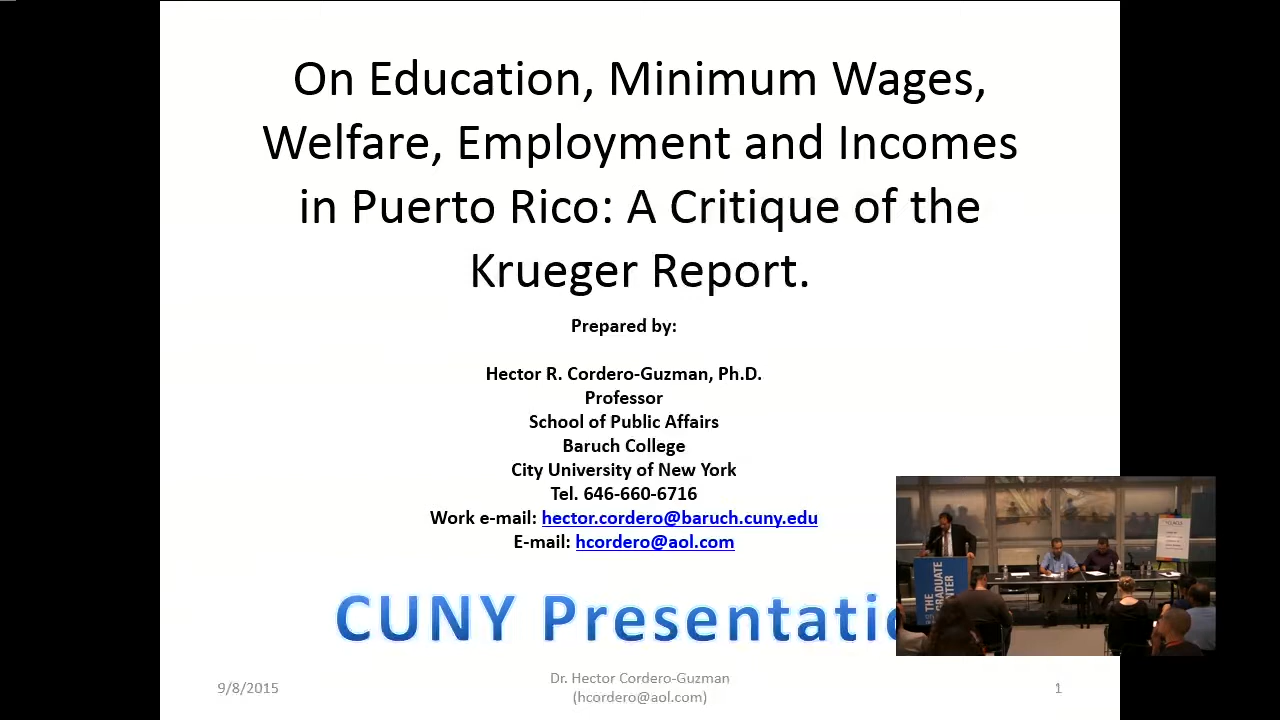 On Education, Minimum Wages,
Welfare, Employment and Incomes
in Puerto Rico: A Critique of the
Krueger Report.
Prepared by:
Hector R. Cordero-Guzman, Ph.D.
Professor
School of Public Affairs
Baruch College
City University of New York
Tel. 646-660-6716
Work e-mail: hector.cordero@baruch.cuny.edu
E-mail: hcordero@aol.com
CUNY Presentatio
THE
GRADUATE
CENTER
9/8/2015
Dr. Hector Cordero-Guzman
(hcordero@aol.com)
1